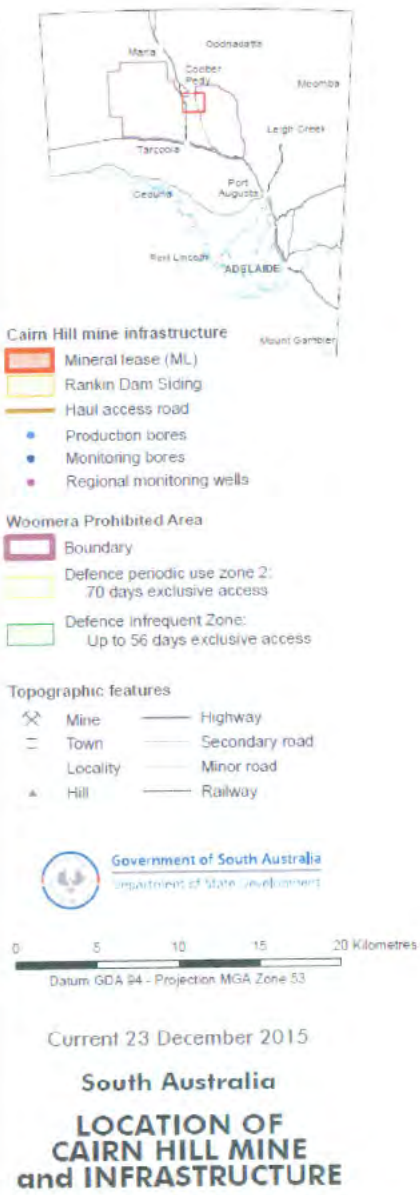 Marla
Oodnadatta
Coober
Pedy
Moomba
Leigh Creek
Tarcoola
Port
Augusta
Ceduna
Port Lincoln
ADELAIDE
Mount Gambier
Cairn Hill mine infrastructure
Mineral lease (ML)
Rankin Dam Siding
Haul access road
Production bores
Monitoring bores
Regional monitoring wells
Woomera Prohibited Area
Boundary
Defence periodic use zone 2:
70 days exclusive access
Defence infrequent Zone:
Up to 56 days exclusive access
Topographic features
Mine Highway
Town Secondary road
Locality Minor road
Hill Railway
Government of South Australia
Department of State Development
0 5 10 15 20 Kilometres
Datum GDA 94 - Projection MGA Zone 53
Current 23 December 2015
South Australia
LOCATION OF
CAIRN HILL MINE
and INFRASTRUCTURE